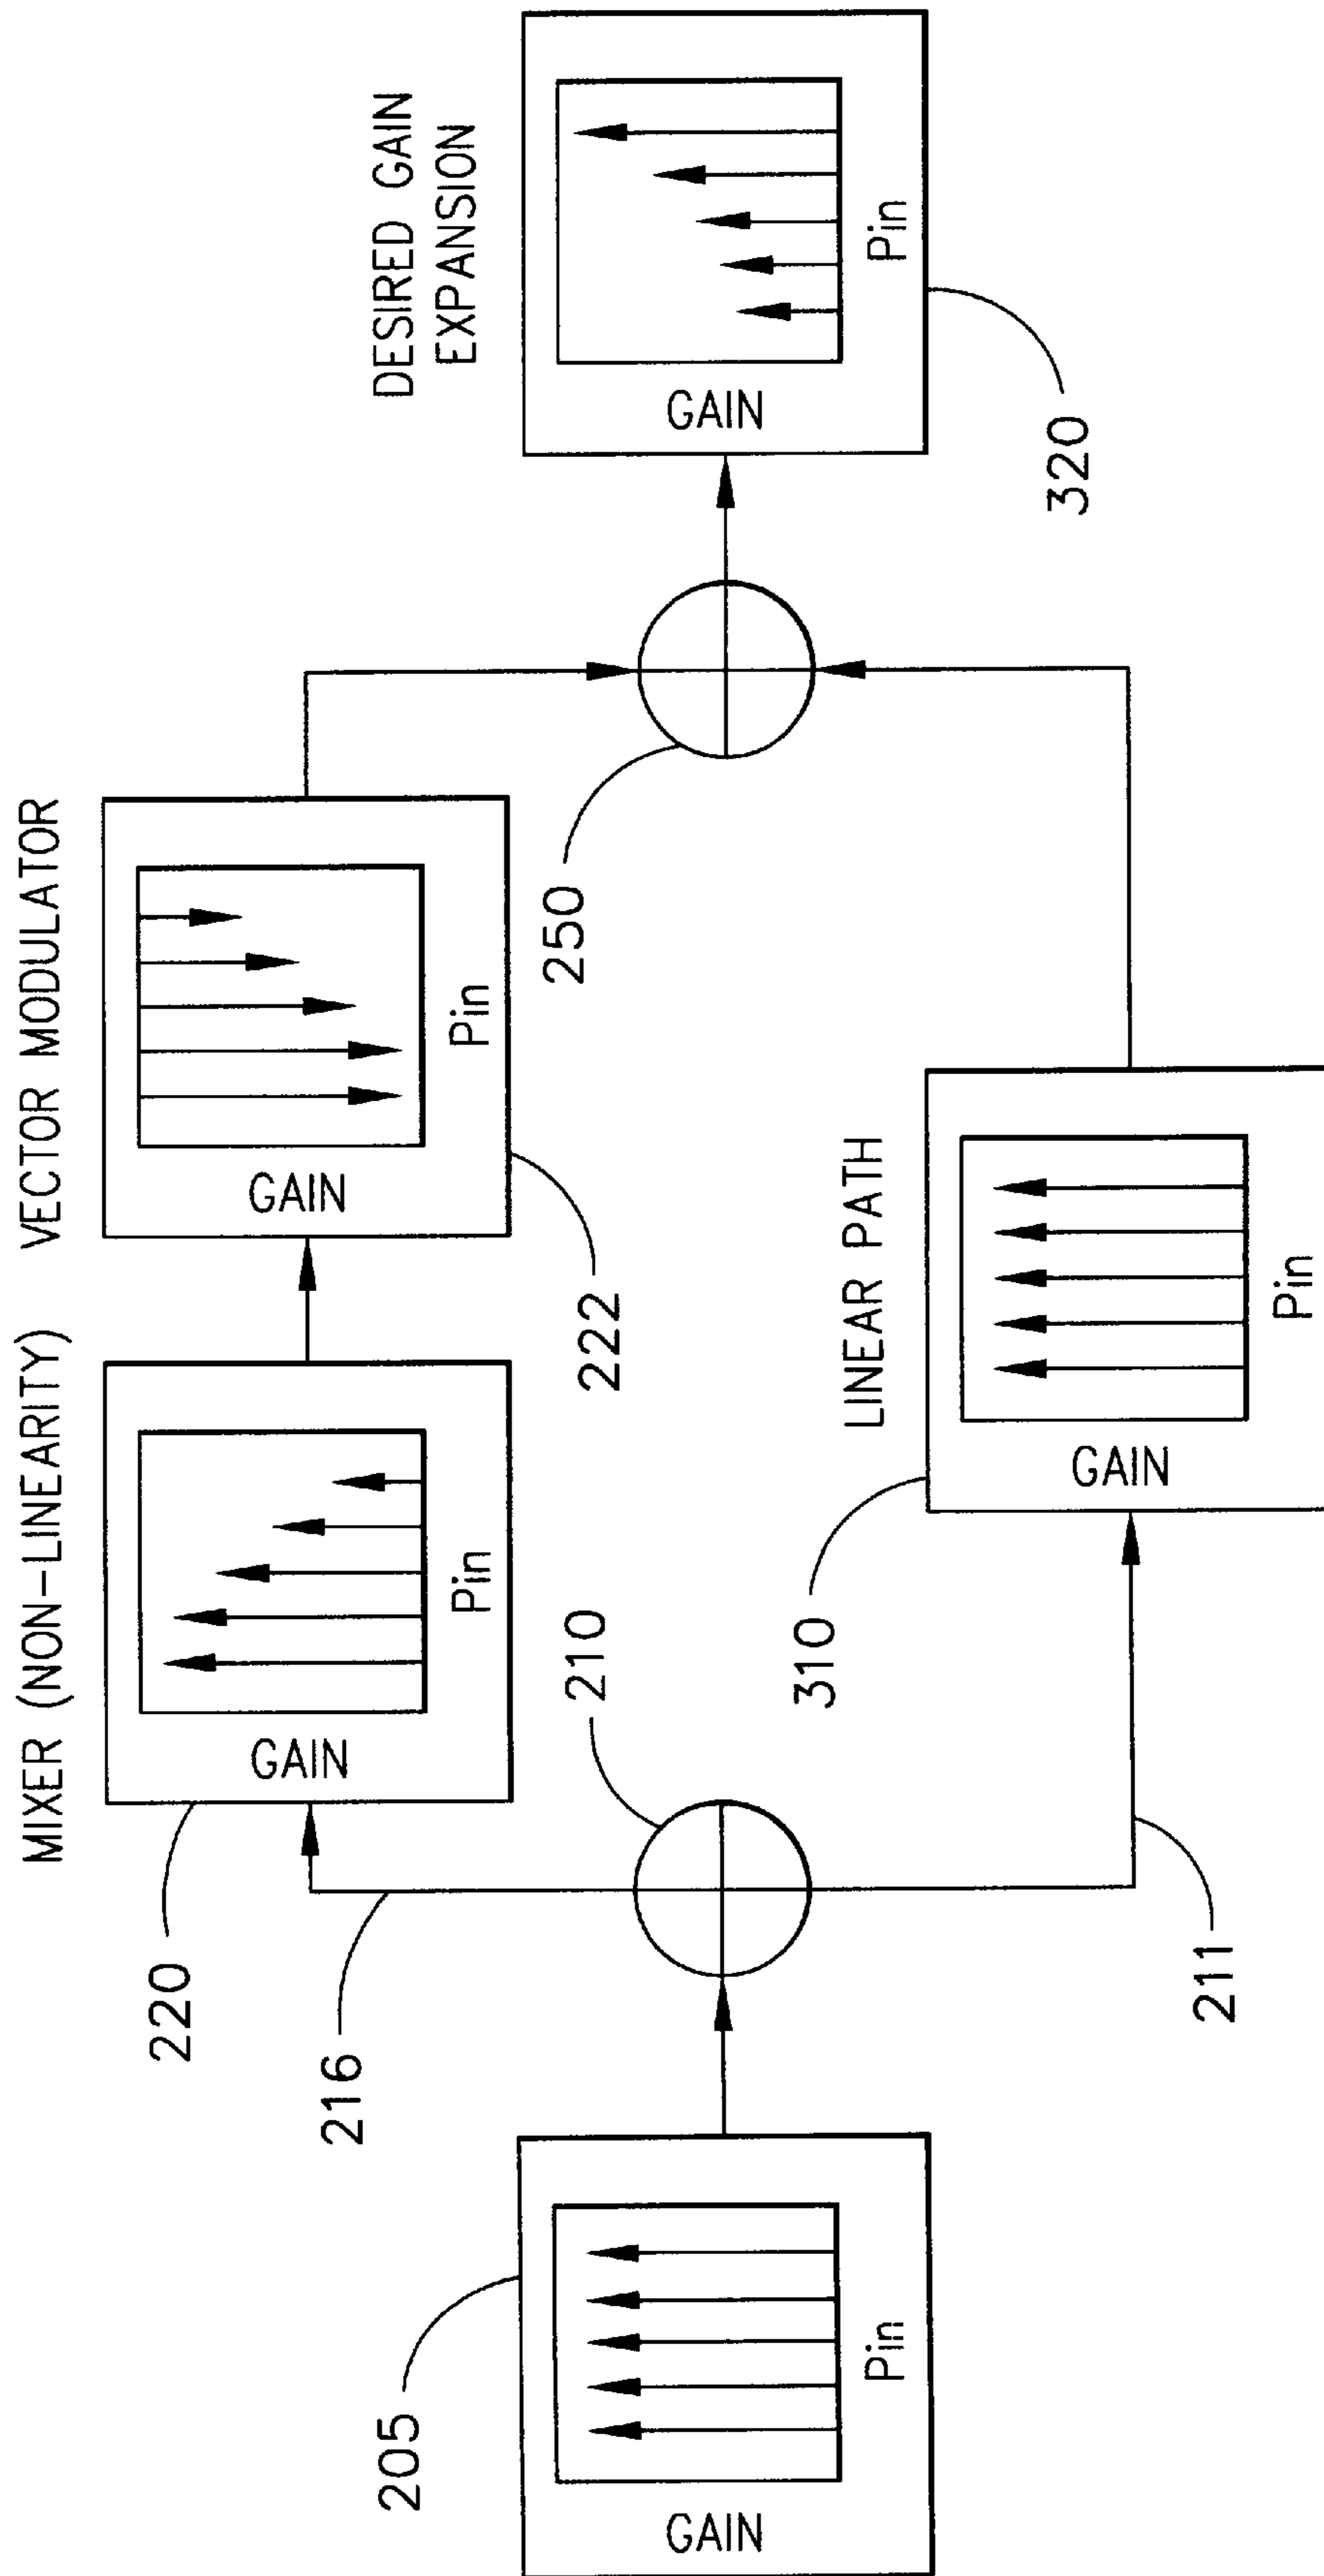 MIXER (NON-LINEARITY)
VECTOR MODULATOR
220
GAIN
Pin
GAIN
Pin
216
222
DESIRED GAIN
EXPANSION
205
GAIN
Pin
210
250
GAIN
Pin
320
LINEAR PATH
310
GAIN
Pin
211